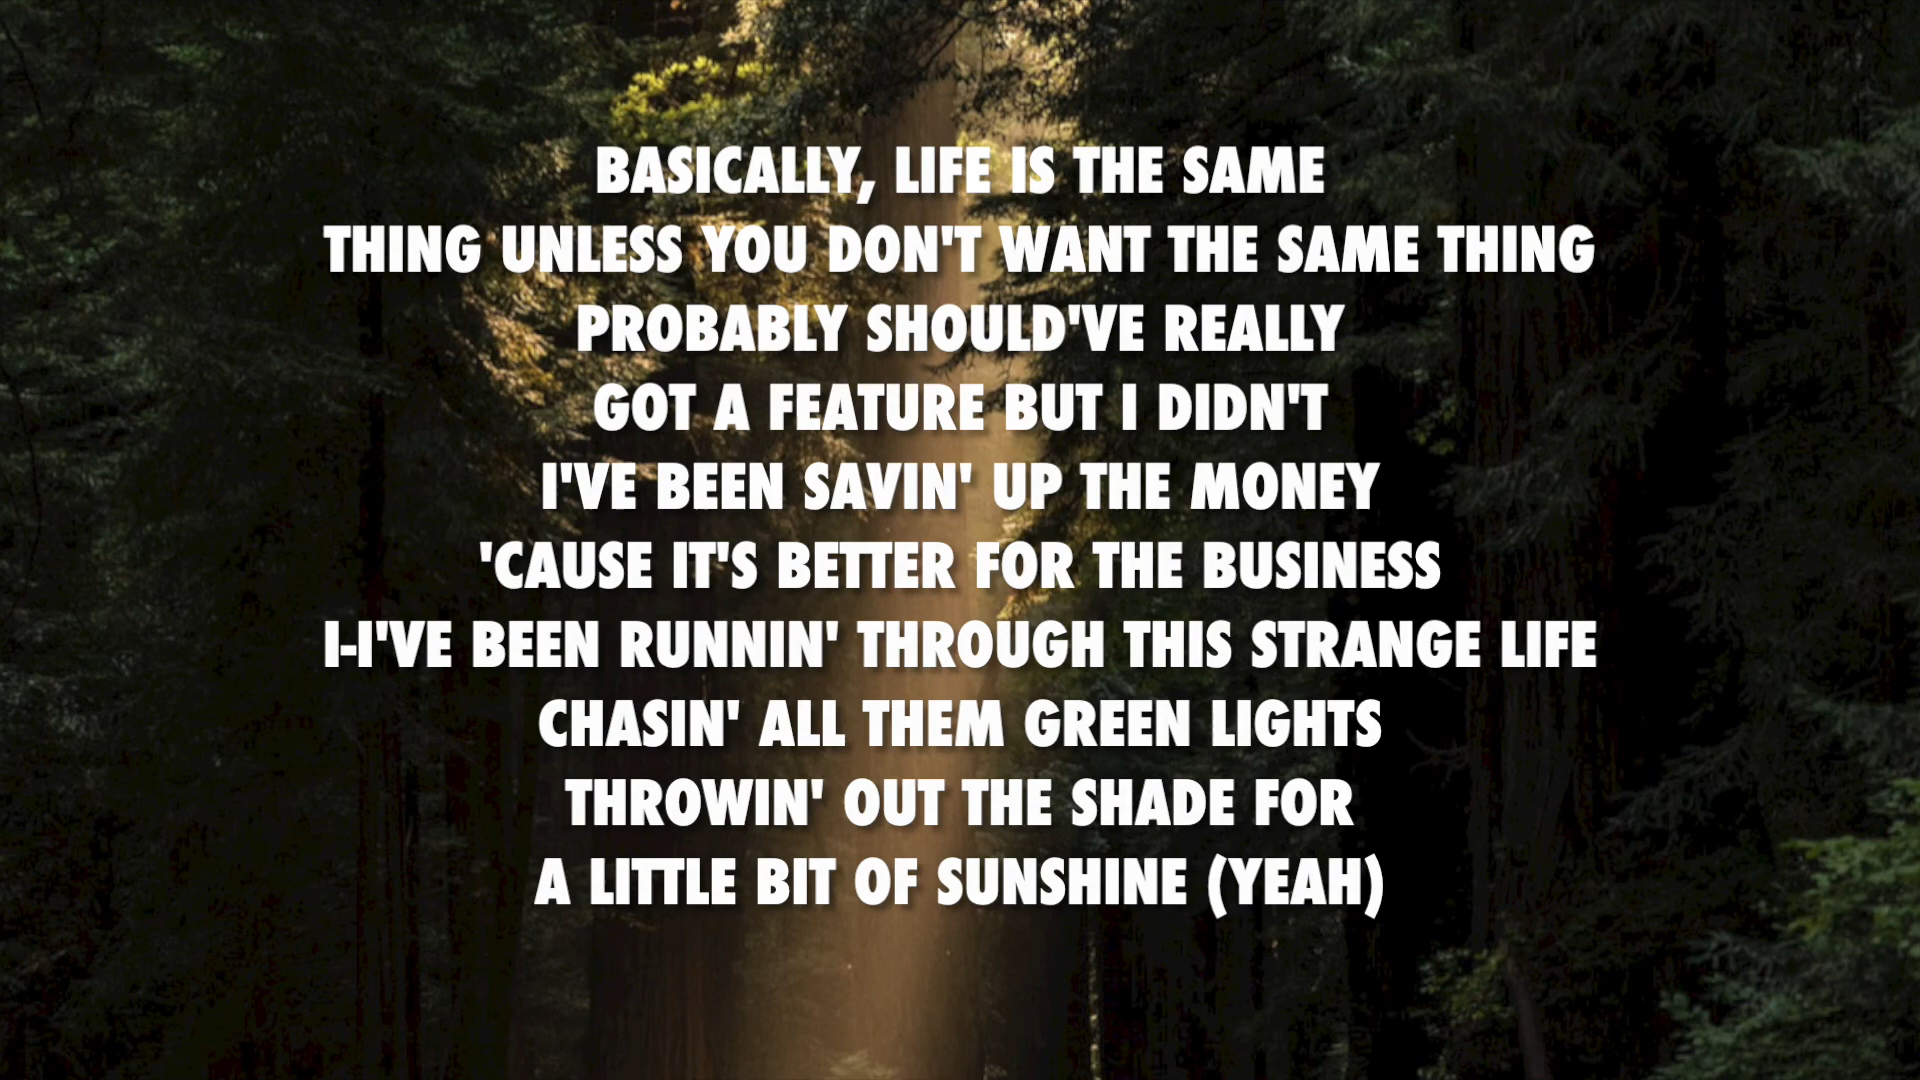 BASICALLY, LIFE IS THE SAME
THING UNLESS YOU DON'T WANT THE SAME THING
PROBABLY SHOULD'VE REALLY
GOT A FEATURE BUT I DIDN'T
I'VE BEEN SAVIN' UP THE MONEY
'CAUSE IT'S BETTER FOR THE BUSINESS
I-I'VE BEEN RUNNIN' THROUGH THIS STRANGE LIFE
CHASIN' ALL THEM GREEN LIGHTS
THROWIN' OUT THE SHADE FOR
A LITTLE BIT OF SUNSHINE (YEAH)